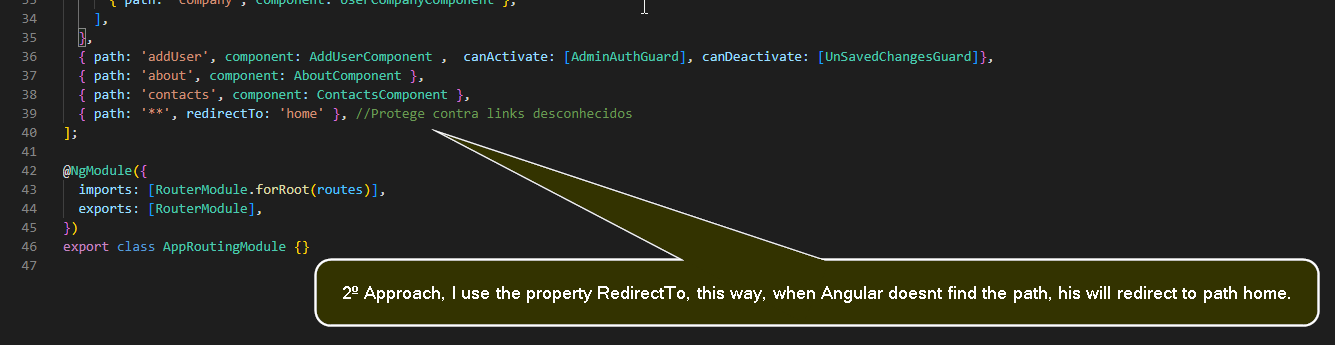 33 { path: 'company', component: UserCompanyComponent },
34 ],
35 },
36 { path: 'addUser', component: AddUserComponent , canActivate: [AdminAuthGuard], canDeactivate: [UnSavedChangesGuard]},
37 { path: 'about', component: AboutComponent },
38 { path: 'contacts', component: ContactsComponent },
39 { path: '**', redirectTo: 'home' }, //Protege contra links desconhecidos
40 ];
41
42 @NgModule({
43 imports: [RouterModule.forRoot(routes)],
44 exports: [RouterModule],
45 })
46 export class AppRoutingModule {}
47
2º Approach, I use the property RedirectTo, this way, when Angular doesnt find the path, his will redirect to path home.